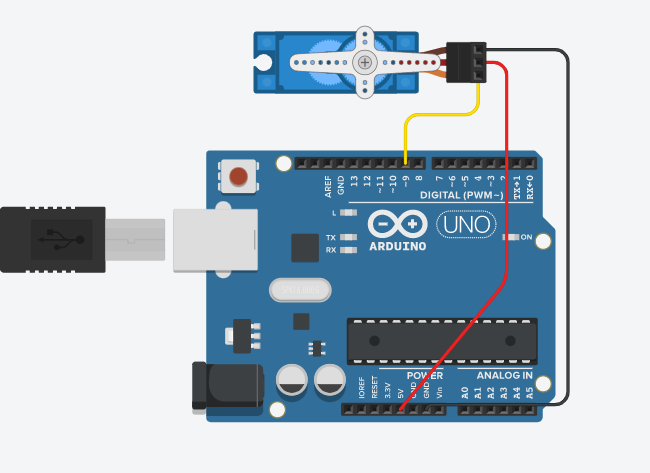 AREF
GND
13
12
~11
~10
~9
8
7
~6
~5
4
~3
2
TX→1
RX←0
DIGITAL (PWM~)
L
TX
RX
ARDUINO
UNO
ON
POWER
ANALOG IN
IOREF
RESET
3.3V
5V
GND
GND
Vin
A0
A1
A2
A3
A4
A5